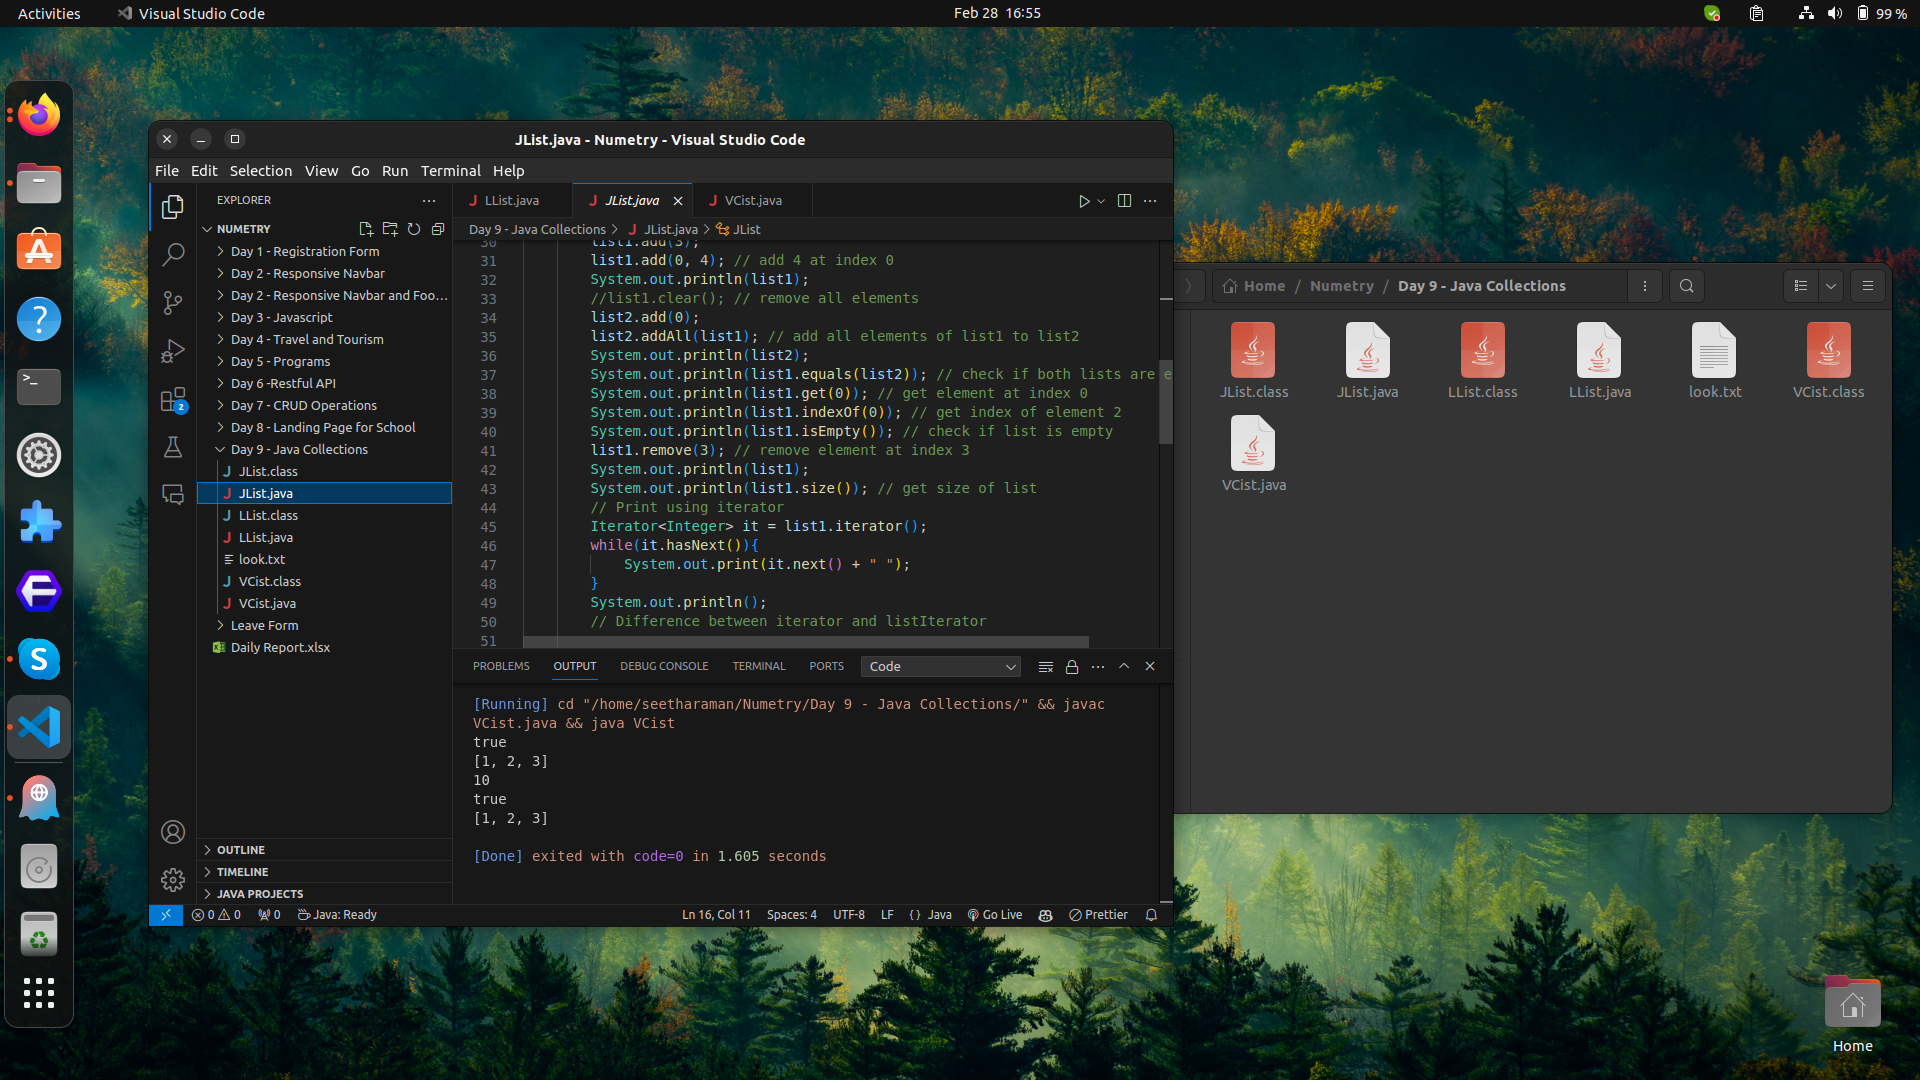 Activities
Visual Studio Code
Feb 28 16:55
99 %
JList.java - Numetry - Visual Studio Code
File Edit Selection View Go Run Terminal Help
EXPLORER
NUMETRY
Day 1 - Registration Form
Day 2 - Responsive Navbar
Day 2 - Responsive Navbar and Foo...
Day 3 - Javascript
Day 4 - Travel and Tourism
Day 5 - Programs
Day 6 -Restful API
Day 7 - CRUD Operations
Day 8 - Landing Page for School
Day 9 - Java Collections
JList.class
JList.java
LList.class
LList.java
look.txt
VCist.class
VCist.java
Leave Form
Daily Report.xlsx
OUTLINE
TIMELINE
JAVA PROJECTS
2
LList.java
JList.java
VCist.java
Day 9 - Java Collections > JList.java > JList
30 list1.add(3);
31 list1.add(0, 4); // add 4 at index 0
32 System.out.println(list1);
33 //list1.clear(); // remove all elements
34 list2.add(0);
35 list2.addAll(list1); // add all elements of list1 to list2
36 System.out.println(list2);
37 System.out.println(list1.equals(list2)); // check if both lists are e
38 System.out.println(list1.get(0)); // get element at index 0
39 System.out.println(list1.indexOf(0)); // get index of element 2
40 System.out.println(list1.isEmpty()); // check if list is empty
41 list1.remove(3); // remove element at index 3
42 System.out.println(list1);
43 System.out.println(list1.size()); // get size of list
44 // Print using iterator
45 Iterator<Integer> it = list1.iterator();
46 while(it.hasNext()){
47 System.out.print(it.next() + " ");
48 }
49 System.out.println();
50 // Difference between iterator and listIterator
51
PROBLEMS OUTPUT DEBUG CONSOLE TERMINAL PORTS Code
[Running] cd "/home/seetharaman/Numetry/Day 9 - Java Collections/" && javac
VCist.java && java VCist
true
[1, 2, 3]
10
true
[1, 2, 3]
[Done] exited with code=0 in 1.605 seconds
0 0 0 Java: Ready Ln 16, Col 11 Spaces: 4 UTF-8 LF {} Java Go Live Prettier
Home / Numetry / Day 9 - Java Collections
JList.class JList.java LList.class LList.java look.txt VCist.class
VCist.java
Home